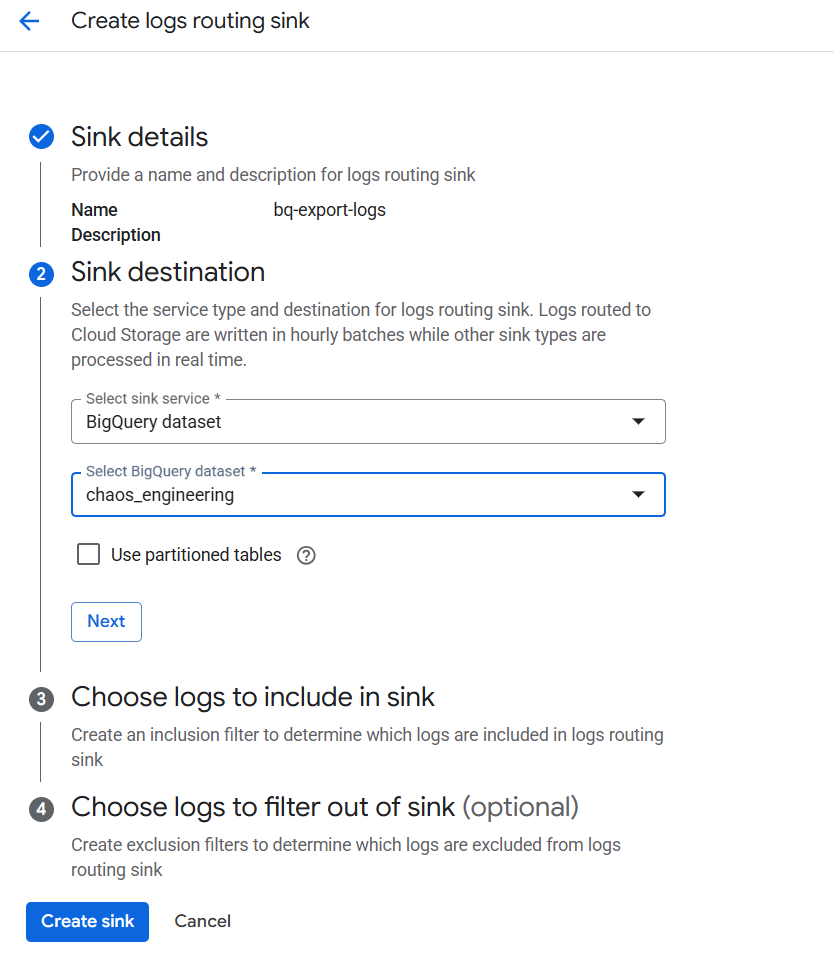 Create logs routing sink
Sink details
Provide a name and description for logs routing sink
Name bq-export-logs
Description
2 Sink destination
Select the service type and destination for logs routing sink. Logs routed to
Cloud Storage are written in hourly batches while other sink types are
processed in real time.
Select sink service *
BigQuery dataset
Select BigQuery dataset *
chaos_engineering
Use partitioned tables ?
Next
3 Choose logs to include in sink
Create an inclusion filter to determine which logs are included in logs routing
sink
4 Choose logs to filter out of sink (optional)
Create exclusion filters to determine which logs are excluded from logs
routing sink
Create sink Cancel